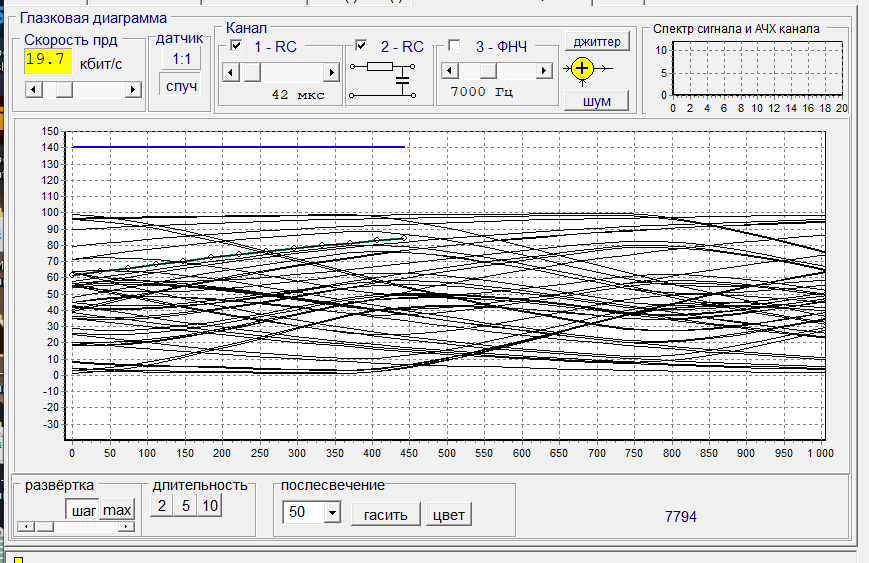 Глазковая диаграмма
Скорость прд
19.7 кбит/с
датчик
1:1
случ
Канал
1 - RC
42 мкс
2 - RC
3 - ФНЧ
7000 Гц
джиттер
шум
Спектр сигнала и АЧХ канала
10
5
0
0 2 4 6 8 10 12 14 16 18 20
150
140
130
120
110
100
90
80
70
60
50
40
30
20
10
0
-10
-20
-30
0 50 100 150 200 250 300 350 400 450 500 550 600 650 700 750 800 850 900 950 1 000
развёртка
шаг max
длительность
2 5 10
послесвечение
50
гасить
цвет
7794